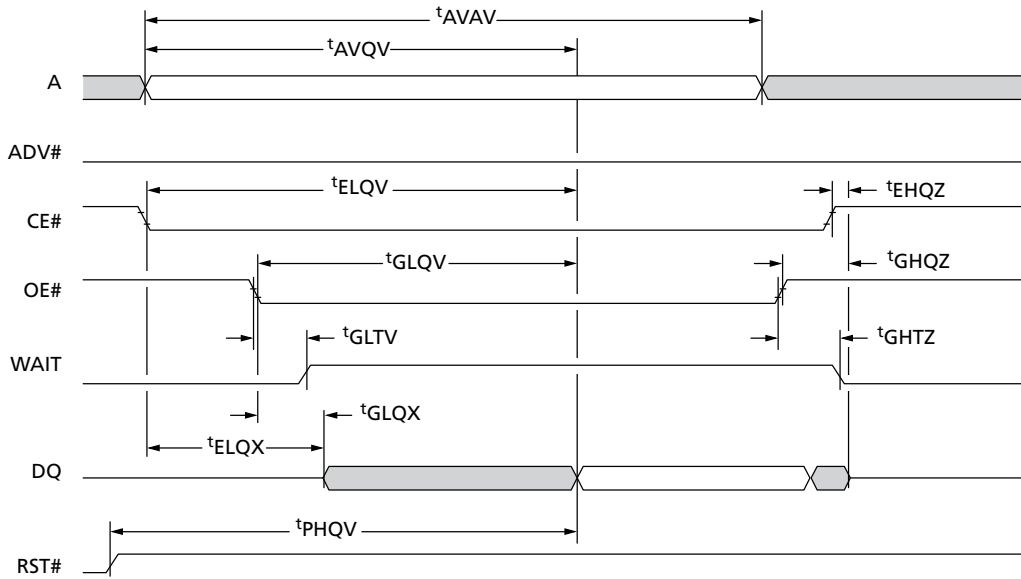 tAVAV
tAVQV
A
ADV#
tELQV
tEHQZ
CE#
tGLQV
tGHQZ
OE#
tGLTV
tGHTZ
WAIT
tGLQX
tELQX
DQ
tPHQV
RST#